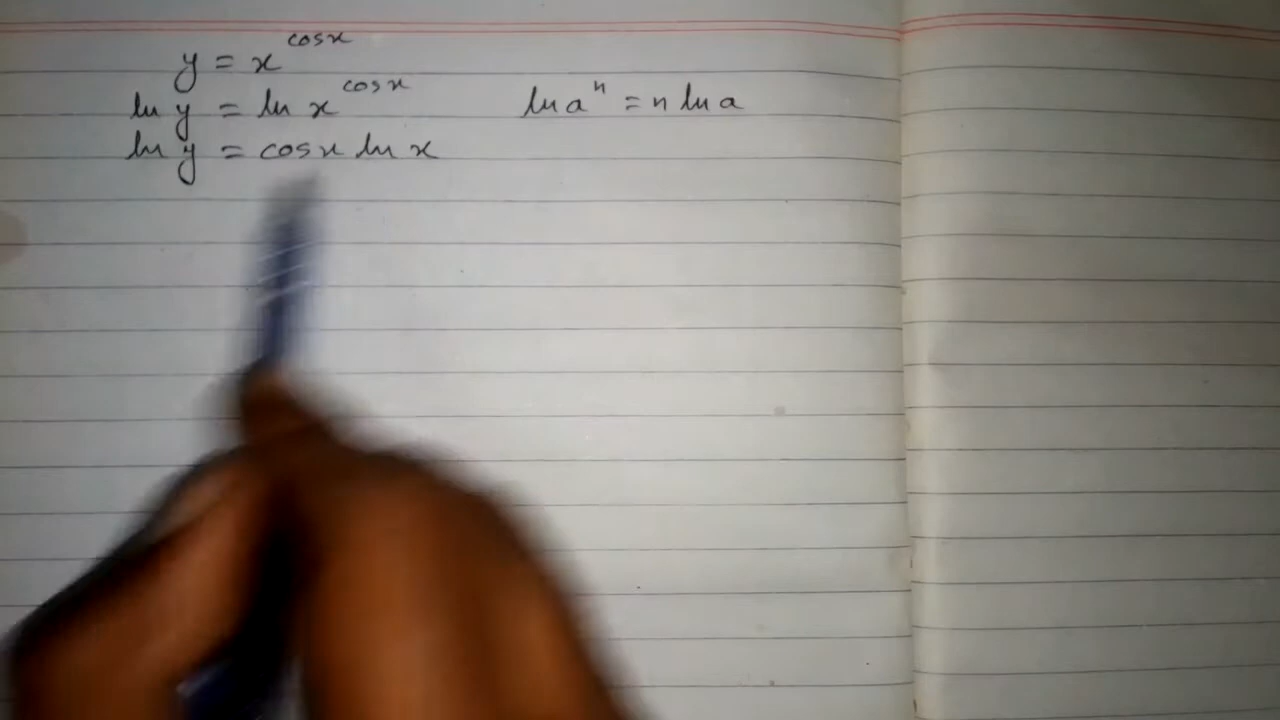 y = x^cosx
ln y = ln x^cosx
ln a^n = n ln a
ln y = cosx ln x